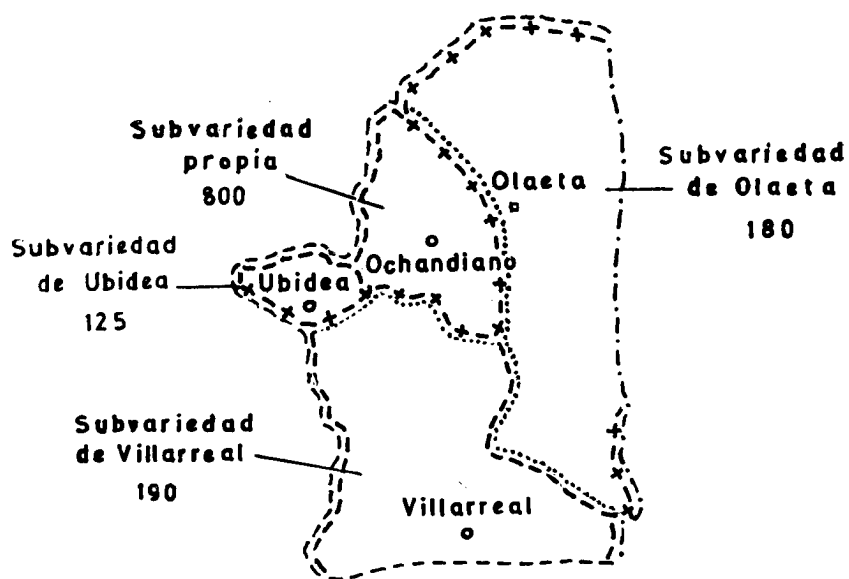 Subvariedad
propia
800
Olaeta
Subvariedad
de Olaeta
180
Subvariedad
de Ubidea
125
Ubidea
Ochandiano
Subvariedad
de Villarreal
190
Villarreal